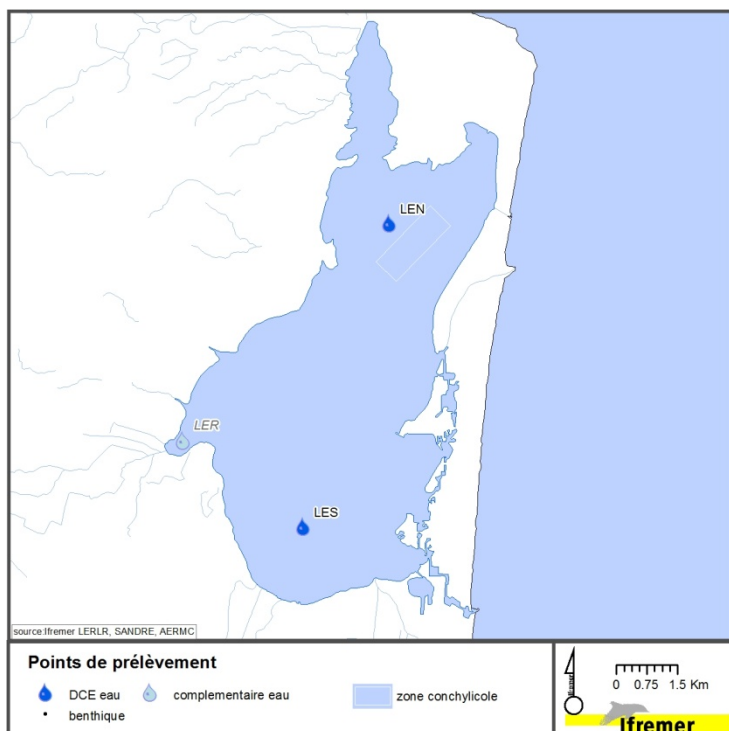 LEN
LER
LES
source:Ifremer LERLR, SANDRE, AERMC
Points de prélèvement
DCE eau
complementaire eau
zone conchylicole
benthique
0 0.75 1.5 Km
Ifremer